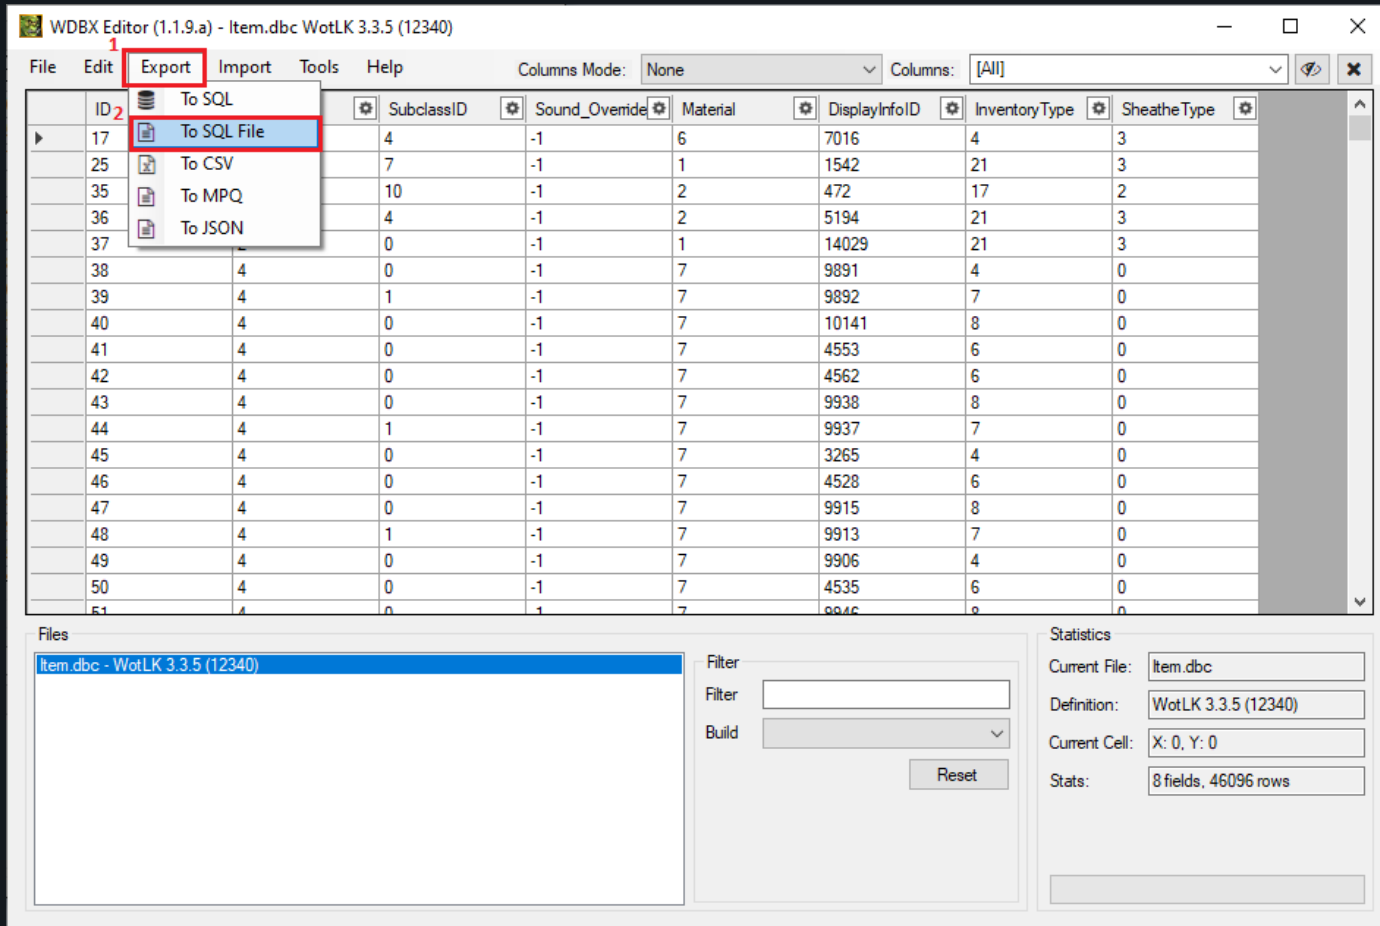 WDBX Editor (1.1.9.a) - Item.dbc WotLK 3.3.5 (12340)
1
File Edit Export Import Tools Help Columns Mode: None Columns: [All]
ID SubclassID Sound_Override Material DisplayInfoID InventoryType SheatheType
2
To SQL
To SQL File
To CSV
To MPQ
To JSON
17 4 -1 6 7016 4 3
25 7 -1 1 1542 21 3
35 10 -1 2 472 17 2
36 4 -1 2 5194 21 3
37 0 -1 1 14029 21 3
38 4 0 -1 7 9891 4 0
39 4 1 -1 7 9892 7 0
40 4 0 -1 7 10141 8 0
41 4 0 -1 7 4553 6 0
42 4 0 -1 7 4562 6 0
43 4 0 -1 7 9938 8 0
44 4 1 -1 7 9937 7 0
45 4 0 -1 7 3265 4 0
46 4 0 -1 7 4528 6 0
47 4 0 -1 7 9915 8 0
48 4 1 -1 7 9913 7 0
49 4 0 -1 7 9906 4 0
50 4 0 -1 7 4535 6 0
51 4 0 -1 7 9946 8 0
Files
Item.dbc - WotLK 3.3.5 (12340)
Filter
Filter
Build
Reset
Statistics
Current File: Item.dbc
Definition: WotLK 3.3.5 (12340)
Current Cell: X: 0, Y: 0
Stats: 8 fields, 46096 rows